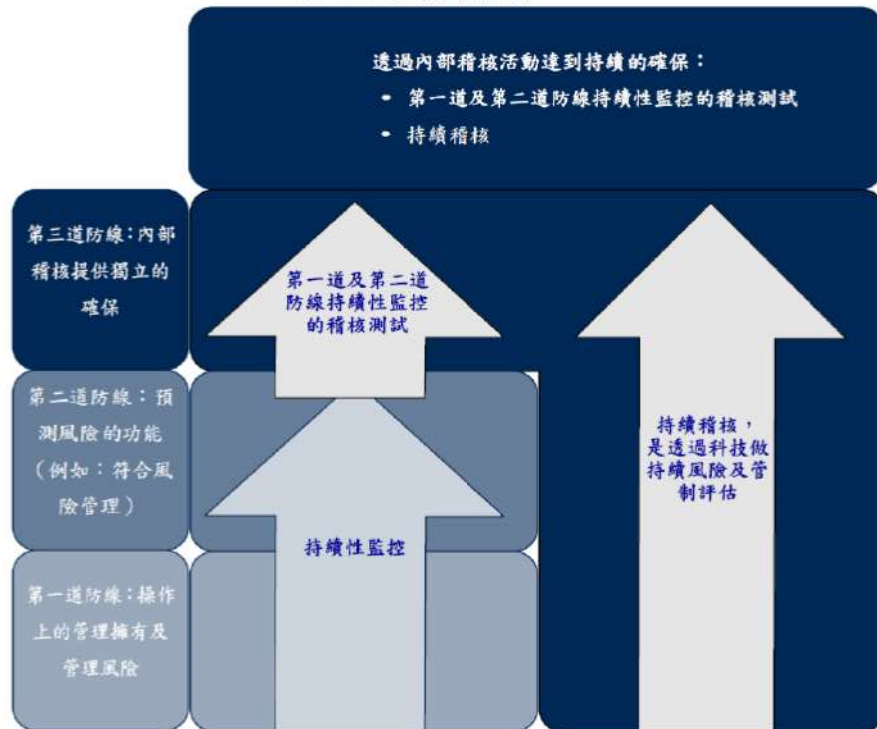 透過內部稽核活動達到持續的確保：
• 第一道及第二道防線持續性監控的稽核測試
• 持續稽核
第三道防線：內部
稽核提供獨立的
確保
第一道及第二道
防線持續性監控
的稽核測試
第二道防線：預
測風險的功能
（例如：符合風
險管理）
持續稽核，
是透過科技做
持續風險及管
制評估
持續性監控
第一道防線：操作
上的管理擁有及
管理風險